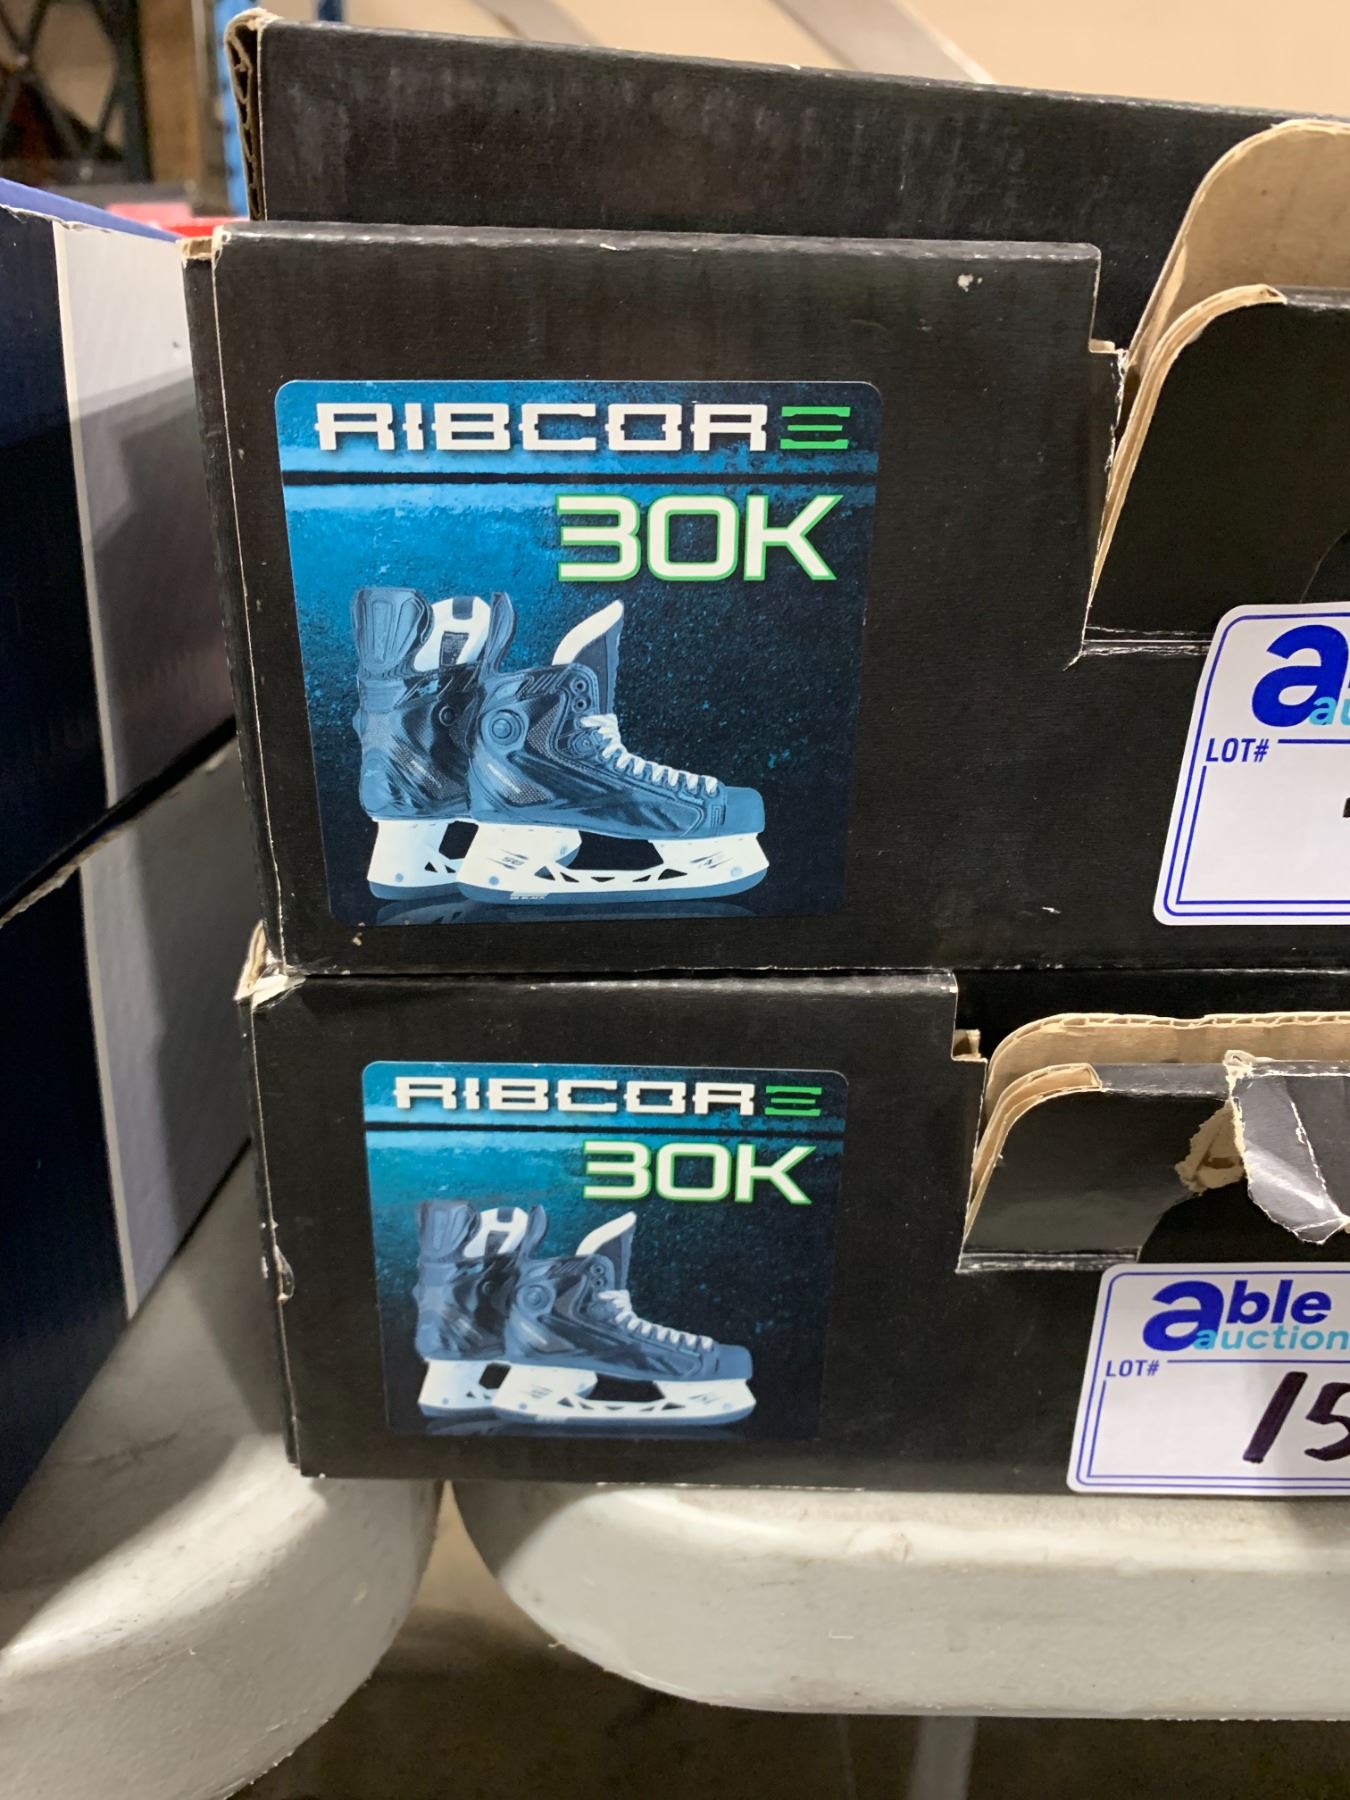 RIBCORE
30K
LOT#
RIBCORE
30K
able
auction
LOT#
15